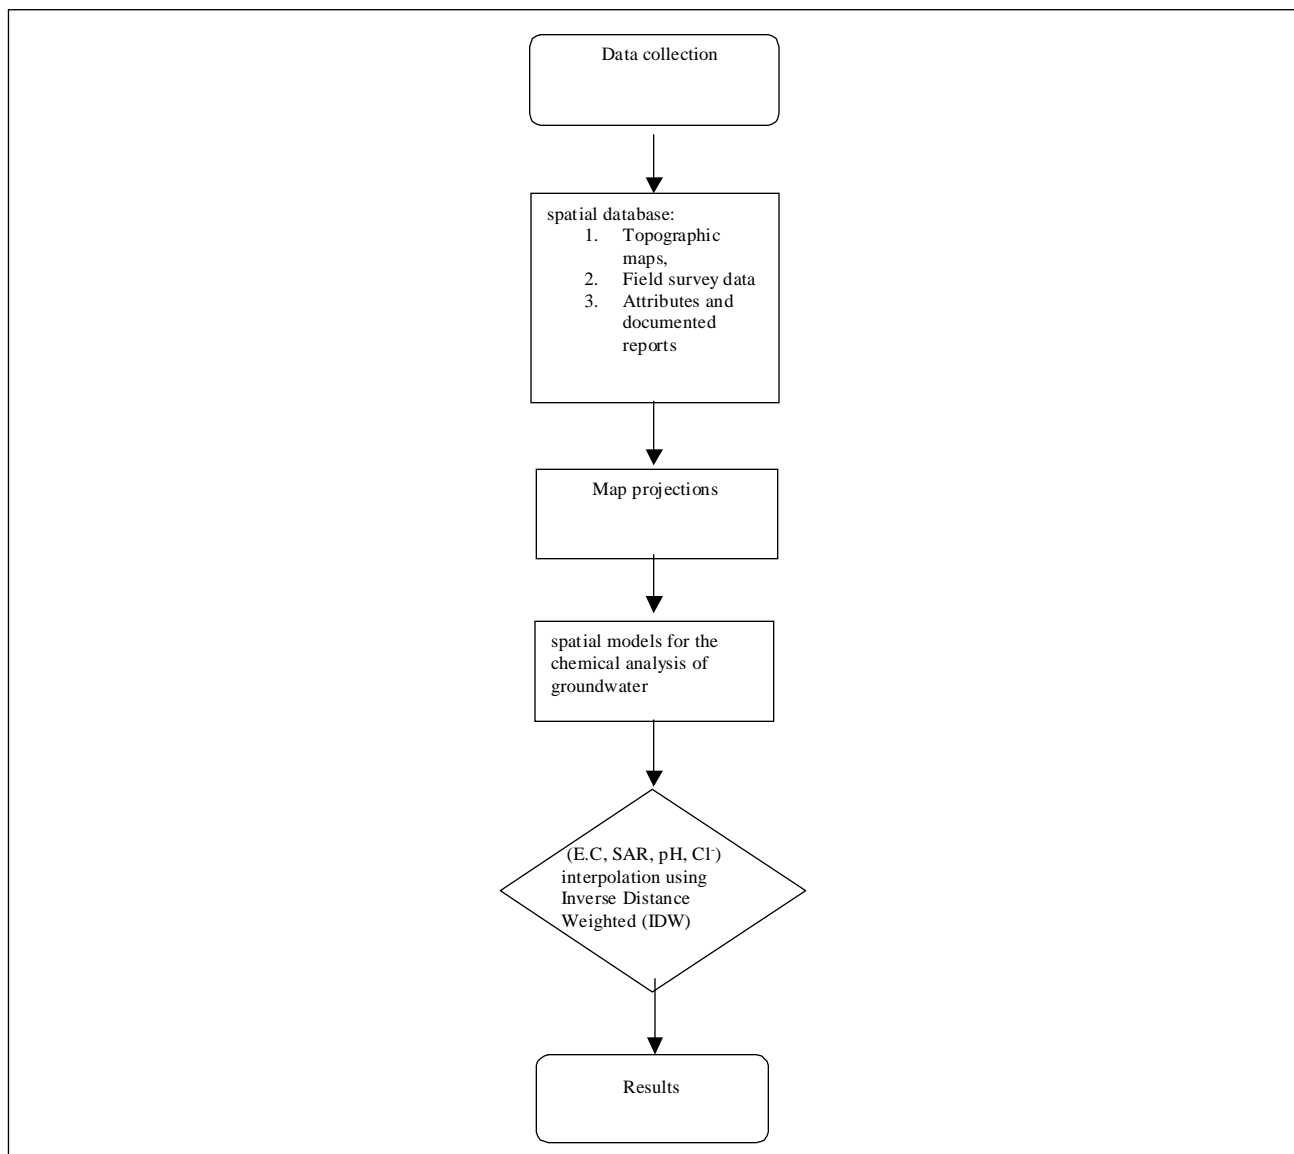 Data collection
spatial database:
1. Topographic
maps,
2. Field survey data
3. Attributes and
documented
reports
Map projections
spatial models for the
chemical analysis of
groundwater
(E.C, SAR, pH, Cl⁻)
interpolation using
Inverse Distance
Weighted (IDW)
Results